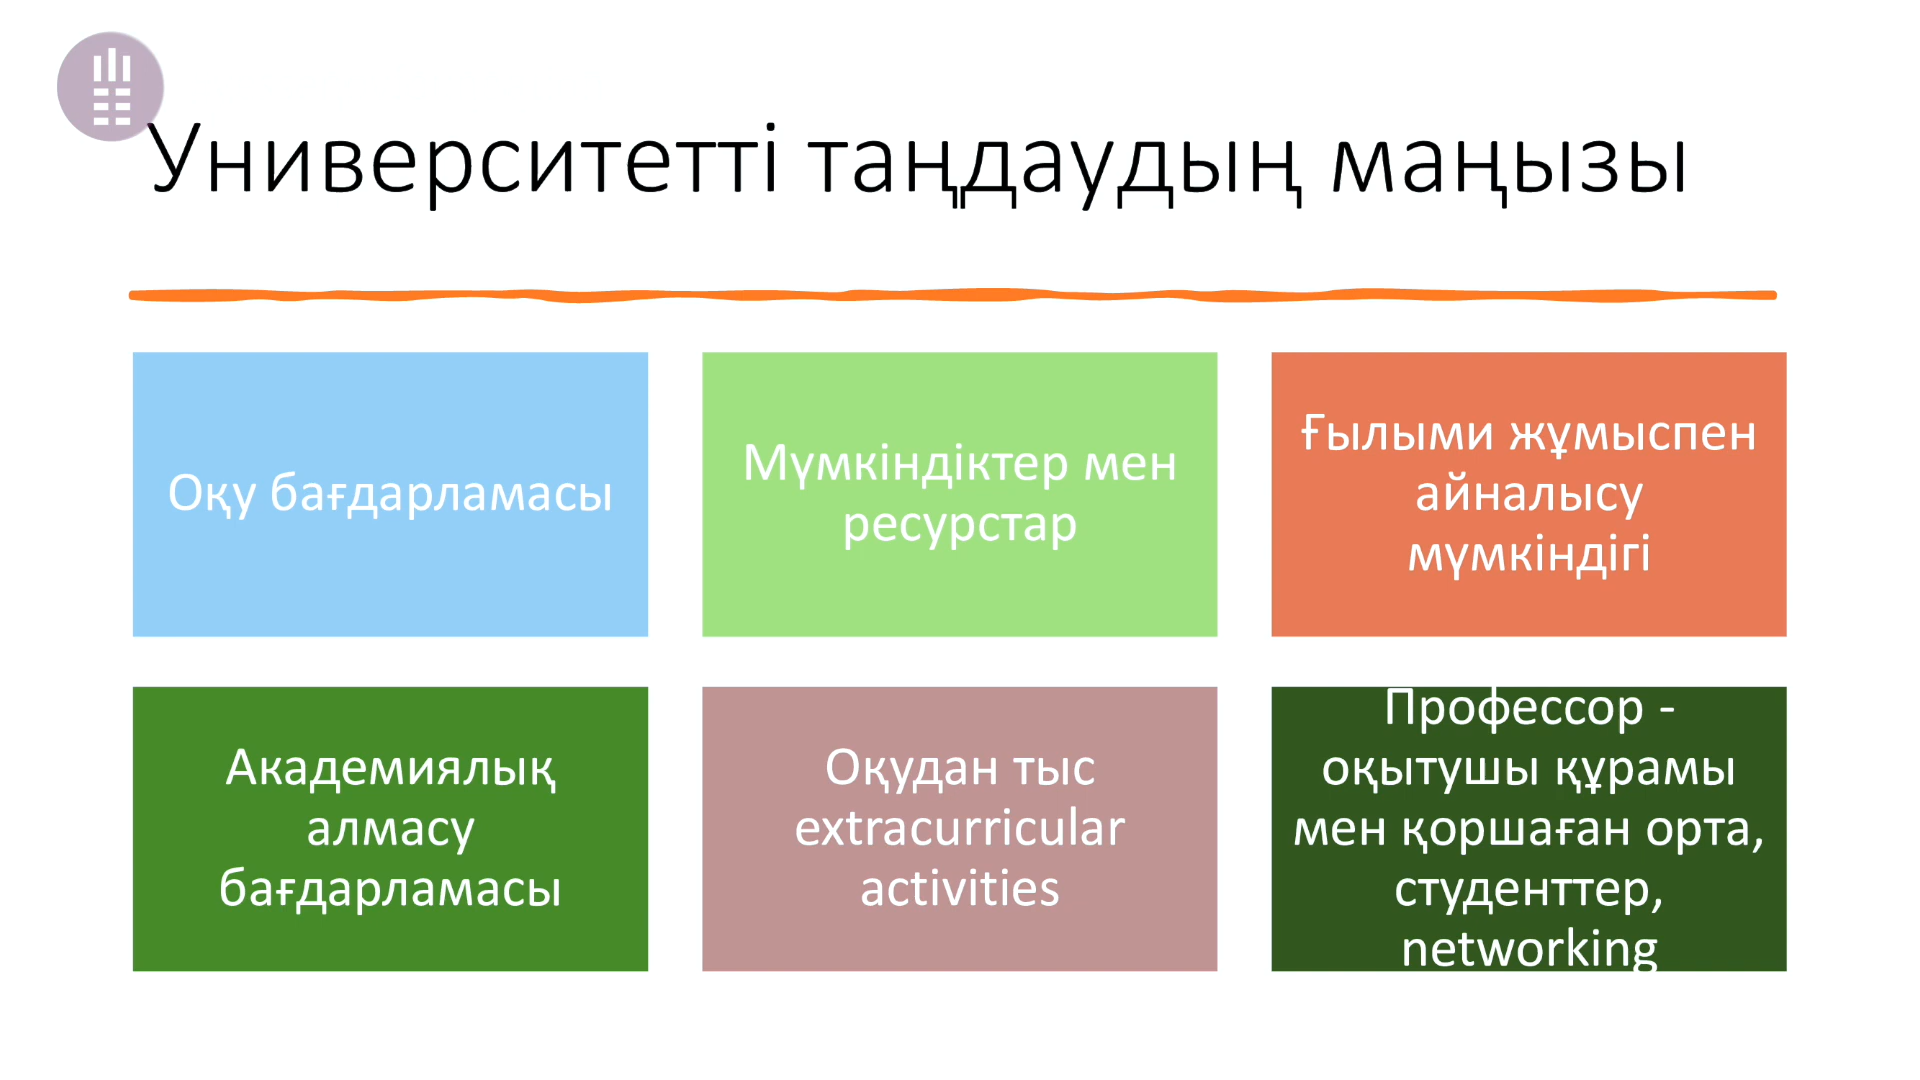 Университетті таңдаудың маңызы
Оқу бағдарламасы
Мүмкіндіктер мен
ресурстар
Ғылыми жұмыспен
айналысу
мүмкіндігі
Академиялық
алмасу
бағдарламасы
Оқудан тыс
extracurricular
activities
Профессор -
оқытушы құрамы
мен қоршаған орта,
студенттер,
networking